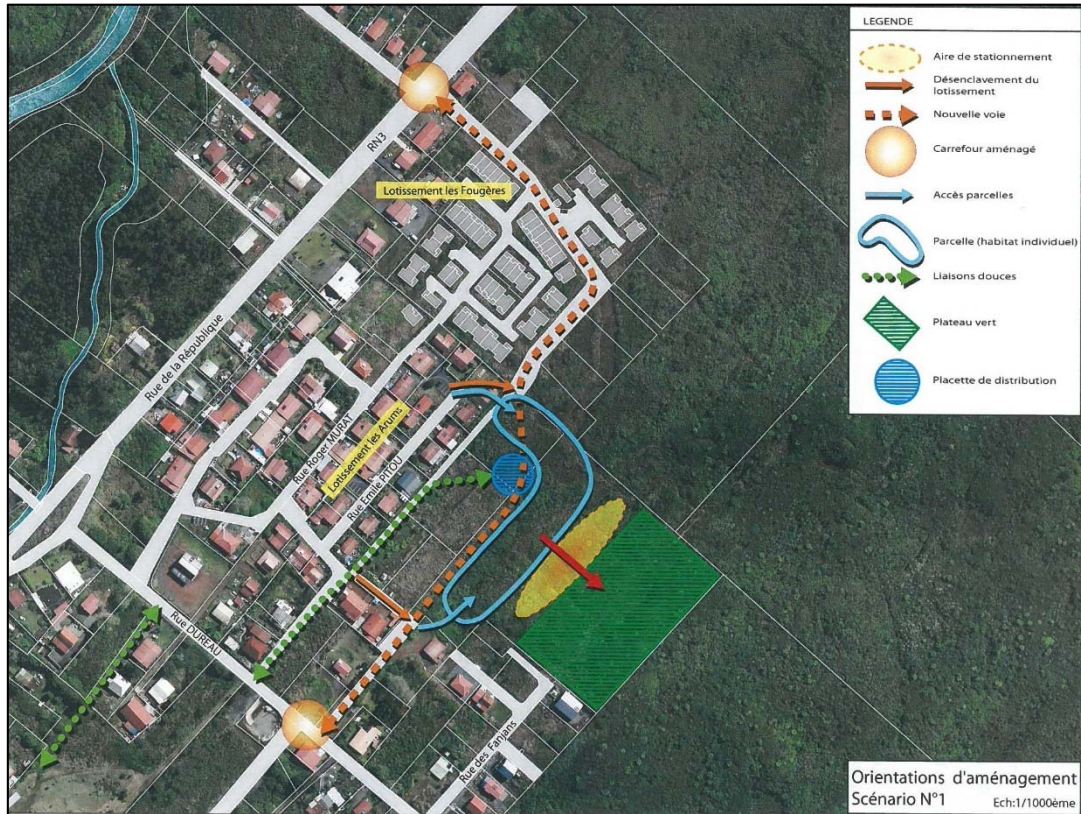 RN3
Lotissement les Fougères
Rue de la République
Rue Roger MURAT
Lotissement les Arums
Rue Emile PITOU
Rue DUREAU
Rue des Fanjans
LEGENDE
Aire de stationnement
Désenclavement du
lotissement
Nouvelle voie
Carrefour aménagé
Accès parcelles
Parcelle (habitat individuel)
Liaisons douces
Plateau vert
Placette de distribution
Orientations d'aménagement
Scénario N°1 Ech:1/1000ème